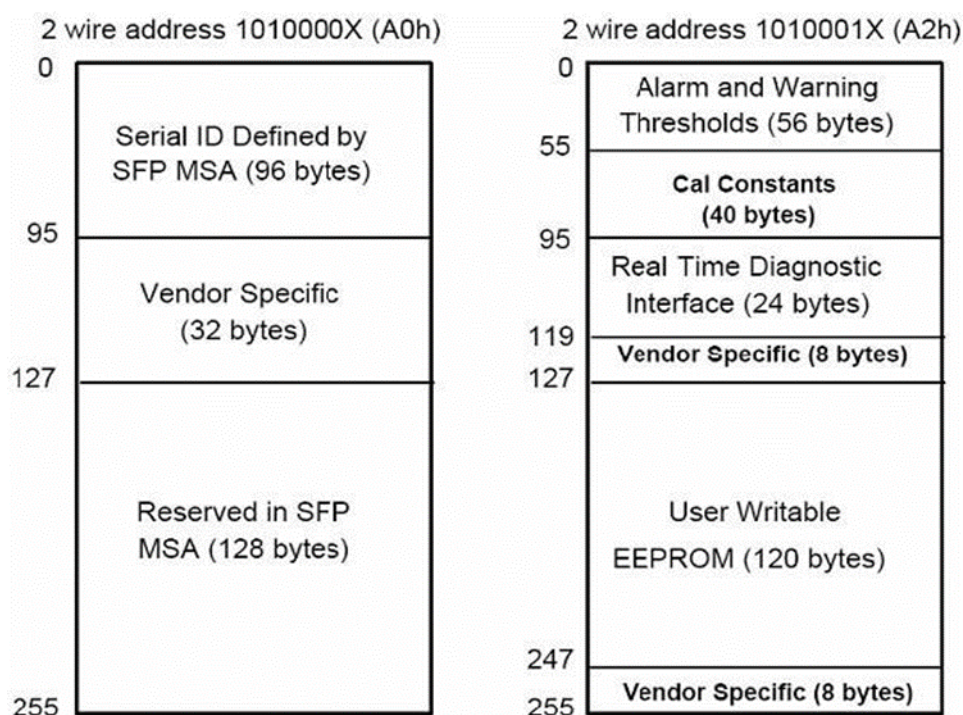 2 wire address 1010000X (A0h)
0
Serial ID Defined by
SFP MSA (96 bytes)
95
Vendor Specific
(32 bytes)
127
Reserved in SFP
MSA (128 bytes)
255
2 wire address 1010001X (A2h)
0
Alarm and Warning
Thresholds (56 bytes)
55
Cal Constants
(40 bytes)
95
Real Time Diagnostic
Interface (24 bytes)
119
Vendor Specific (8 bytes)
127
User Writable
EEPROM (120 bytes)
247
Vendor Specific (8 bytes)
255